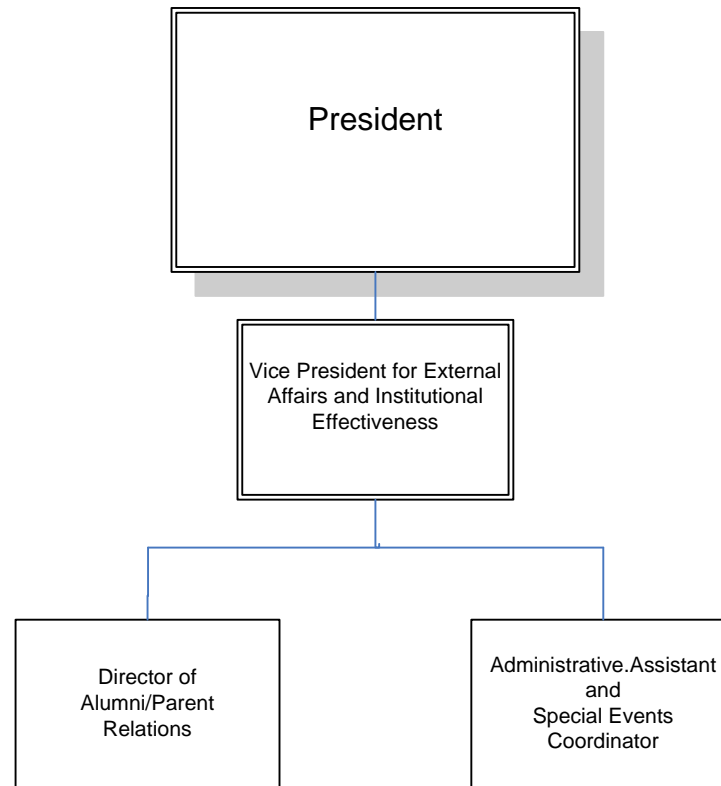 President
Vice President for External
Affairs and Institutional
Effectiveness
Director of
Alumni/Parent
Relations
Administrative.Assistant
and
Special Events
Coordinator